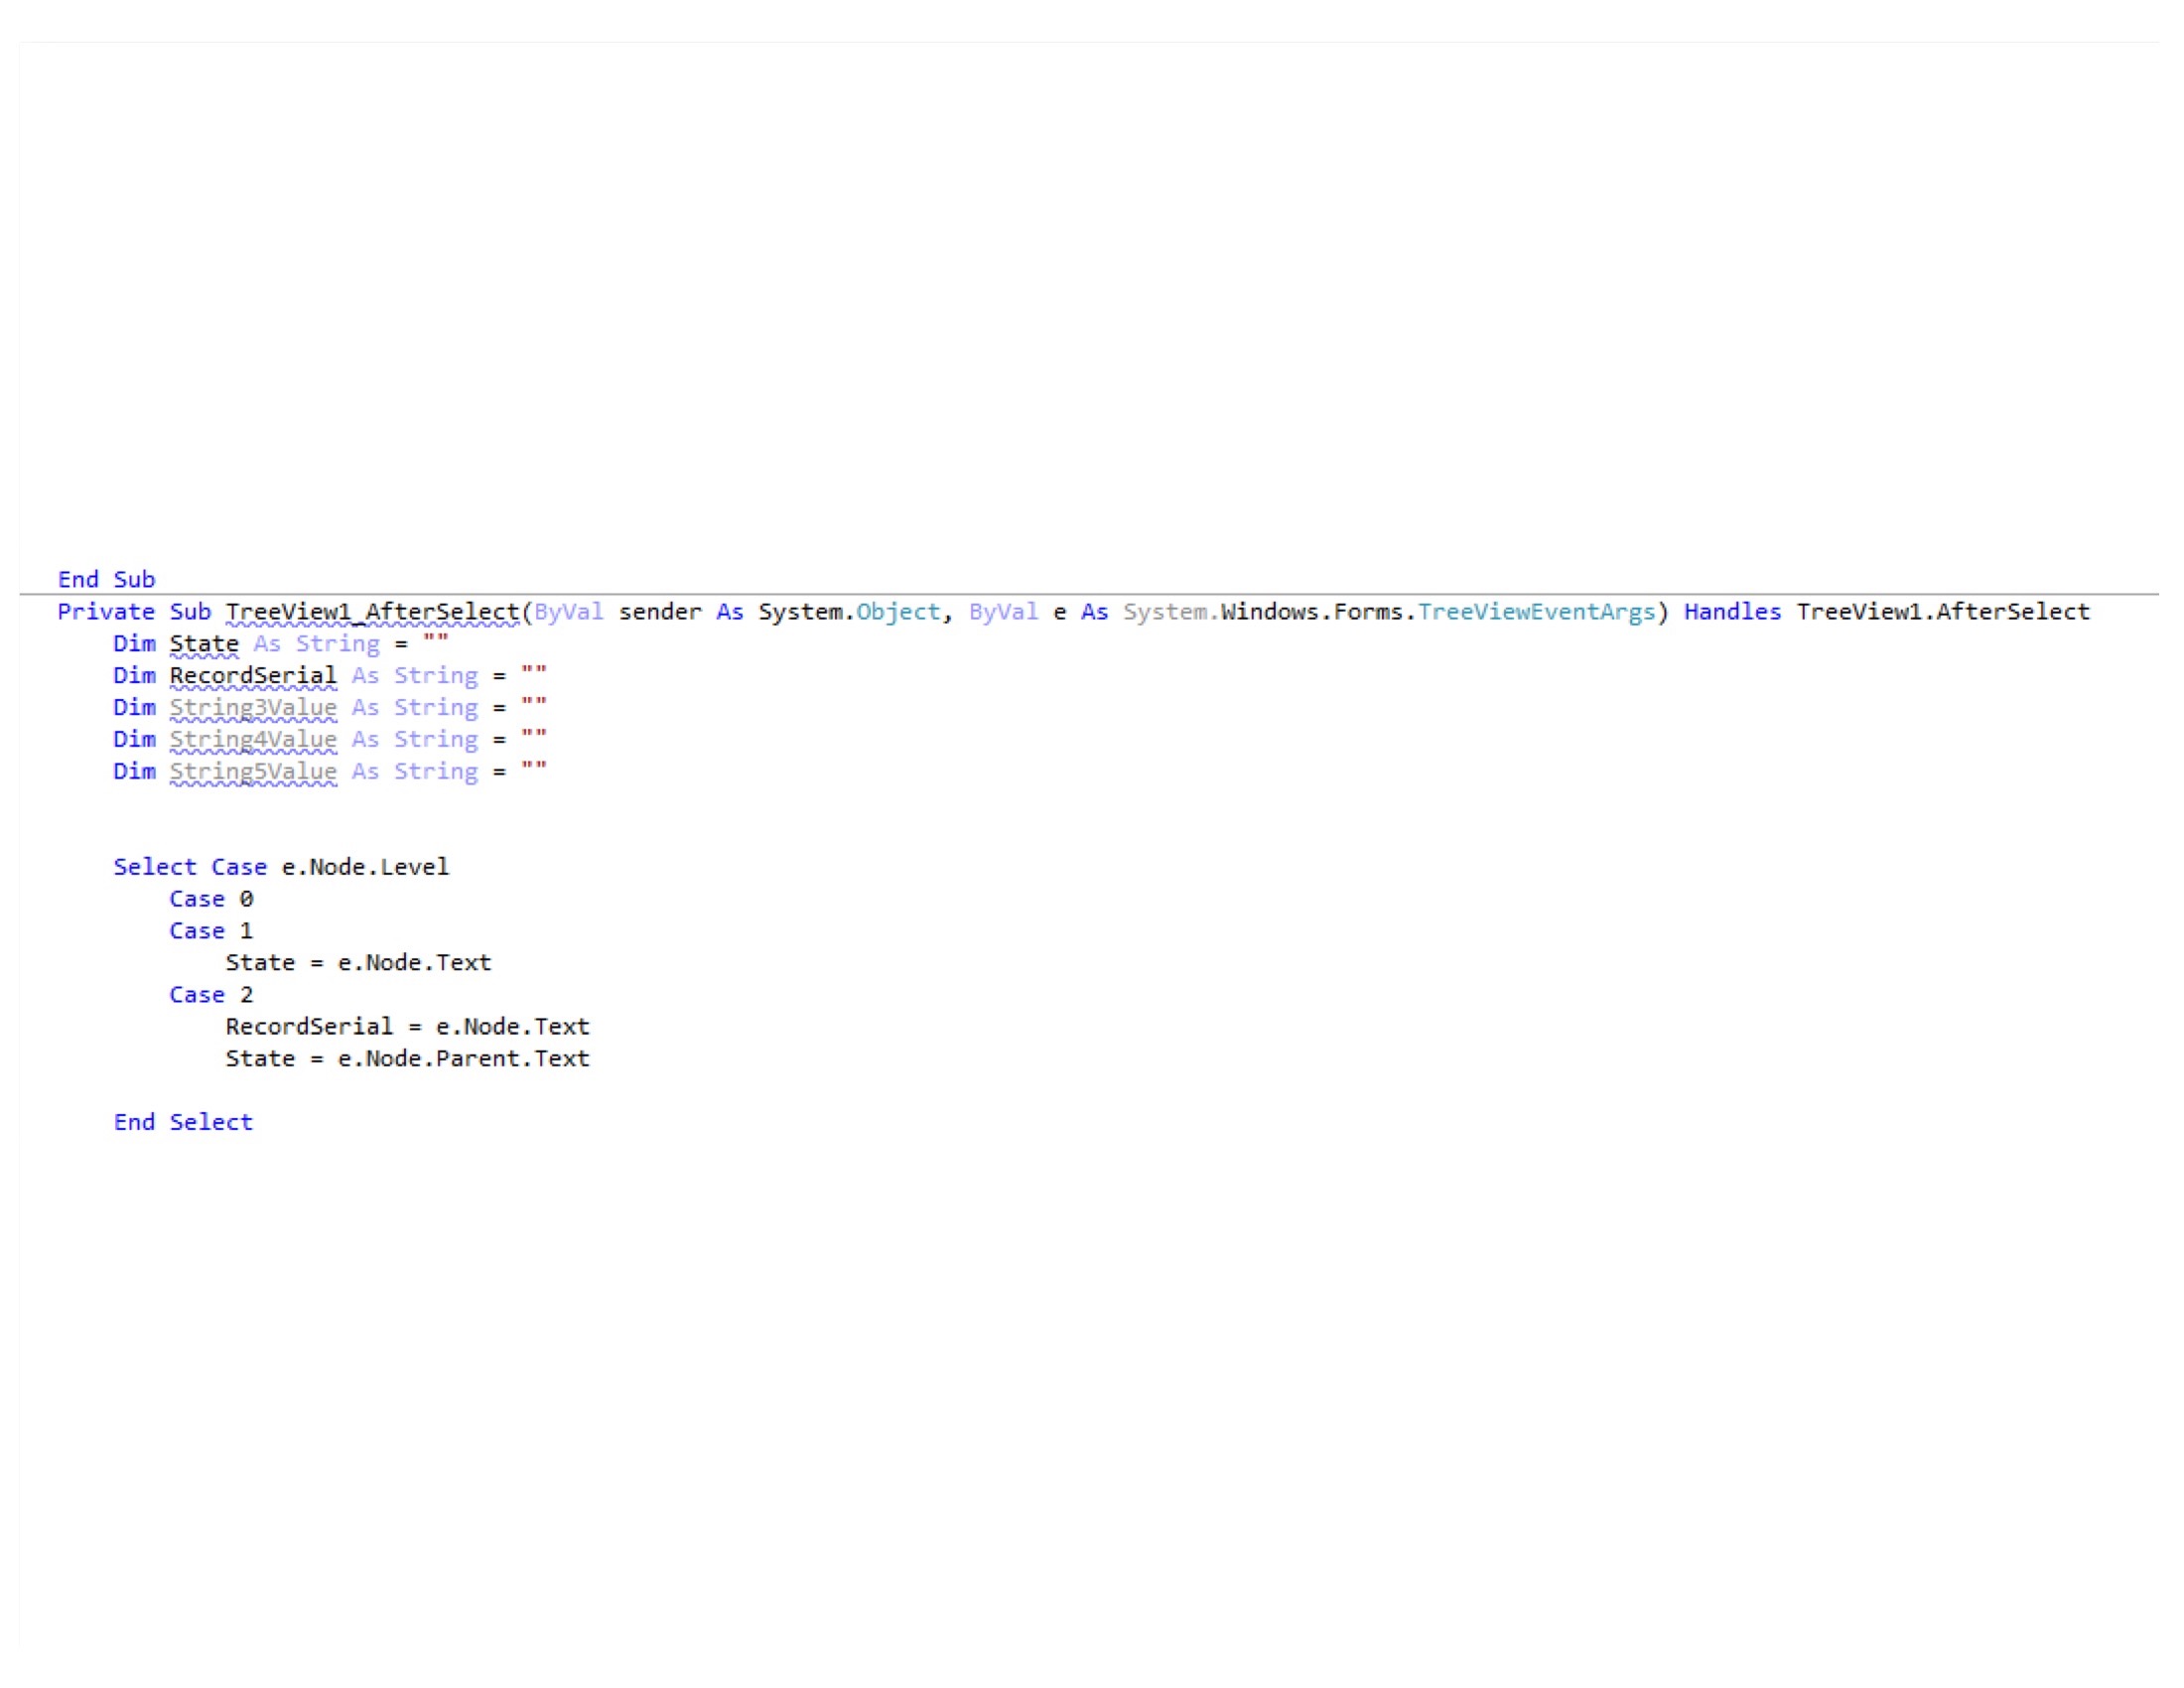 End Sub
Private Sub TreeView1_AfterSelect(ByVal sender As System.Object, ByVal e As System.Windows.Forms.TreeViewEventArgs) Handles TreeView1.AfterSelect
Dim State As String = ""
Dim RecordSerial As String = ""
Dim String3Value As String = ""
Dim String4Value As String = ""
Dim String5Value As String = ""
Select Case e.Node.Level
Case 0
Case 1
State = e.Node.Text
Case 2
RecordSerial = e.Node.Text
State = e.Node.Parent.Text
End Select